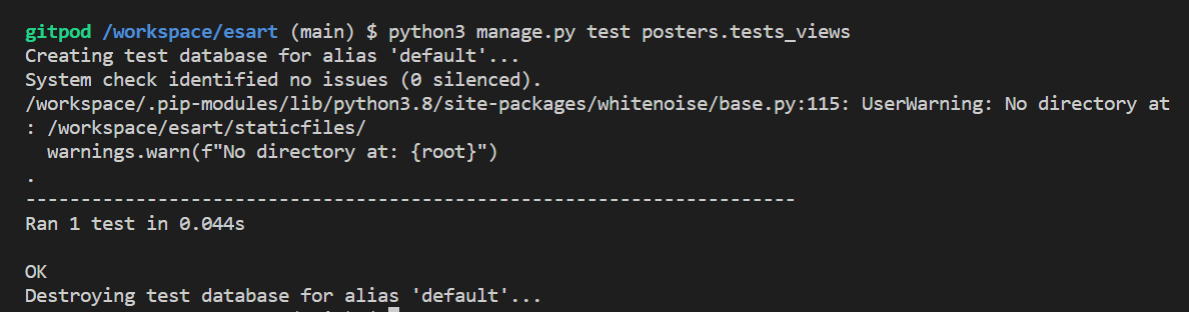 gitpod /workspace/esart (main) $ python3 manage.py test posters.tests_views
Creating test database for alias 'default'...
System check identified no issues (0 silenced).
/workspace/.pip-modules/lib/python3.8/site-packages/whitenoise/base.py:115: UserWarning: No directory at
: /workspace/esart/staticfiles/
  warnings.warn(f"No directory at: {root}")
.
----------------------------------------------------------------------
Ran 1 test in 0.044s

OK
Destroying test database for alias 'default'...